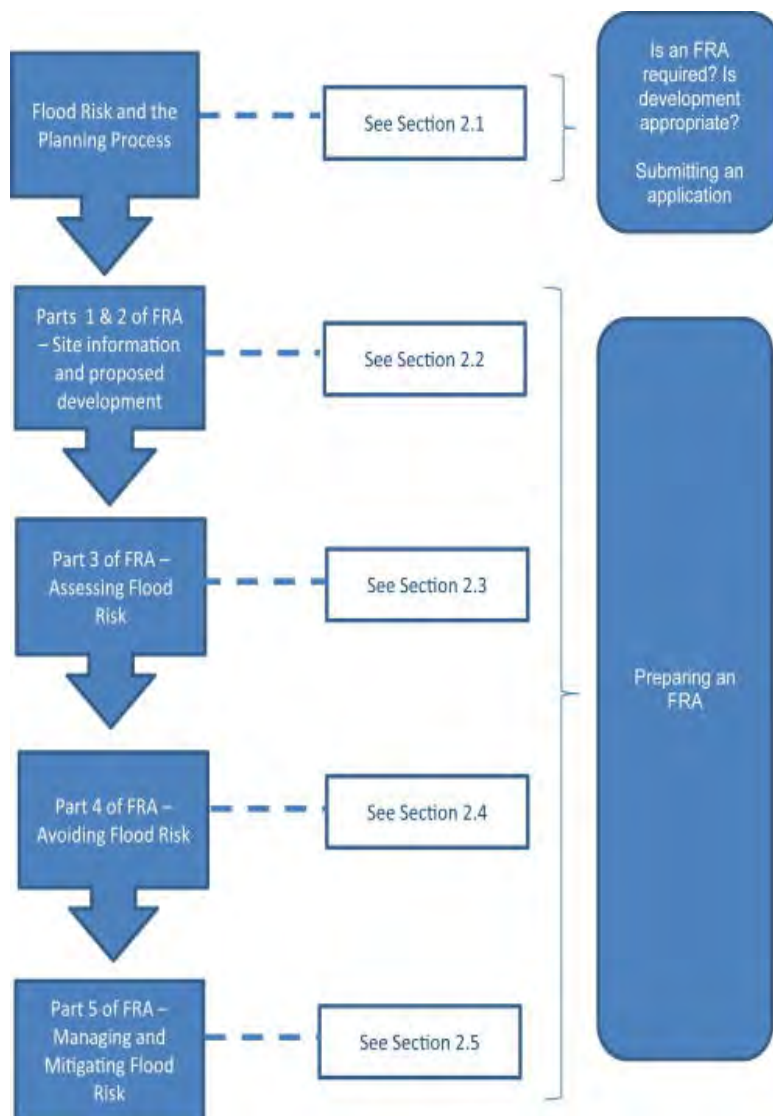 Flood Risk and the
Planning Process
See Section 2.1
Is an FRA
required? Is
development
appropriate?
Submitting an
application
Parts 1 & 2 of FRA
– Site information
and proposed
development
See Section 2.2
Part 3 of FRA –
Assessing Flood
Risk
See Section 2.3
Preparing an
FRA
Part 4 of FRA –
Avoiding Flood Risk
See Section 2.4
Part 5 of FRA –
Managing and
Mitigating Flood
Risk
See Section 2.5